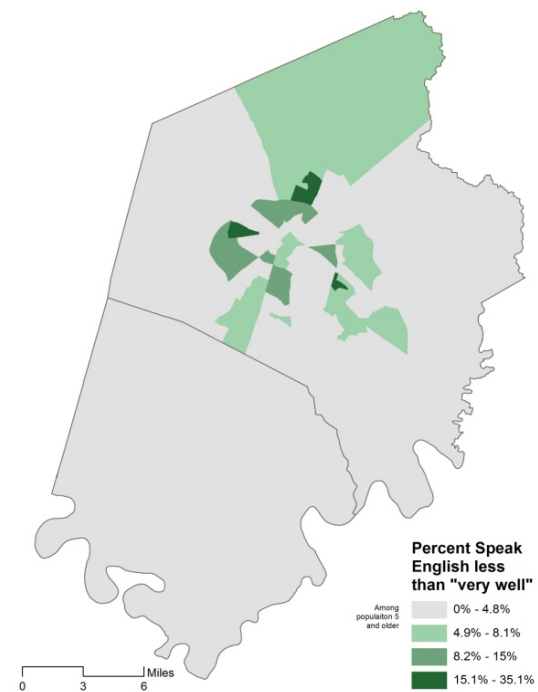 Percent Speak
English less
than "very well"
Among
populaiton 5
and older
0% - 4.8%
4.9% - 8.1%
8.2% - 15%
15.1% - 35.1%
Miles
0 3 6